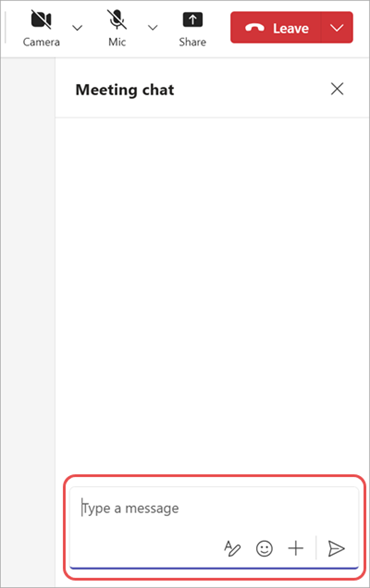 Camera
Mic
Share
Leave
Meeting chat
Type a message